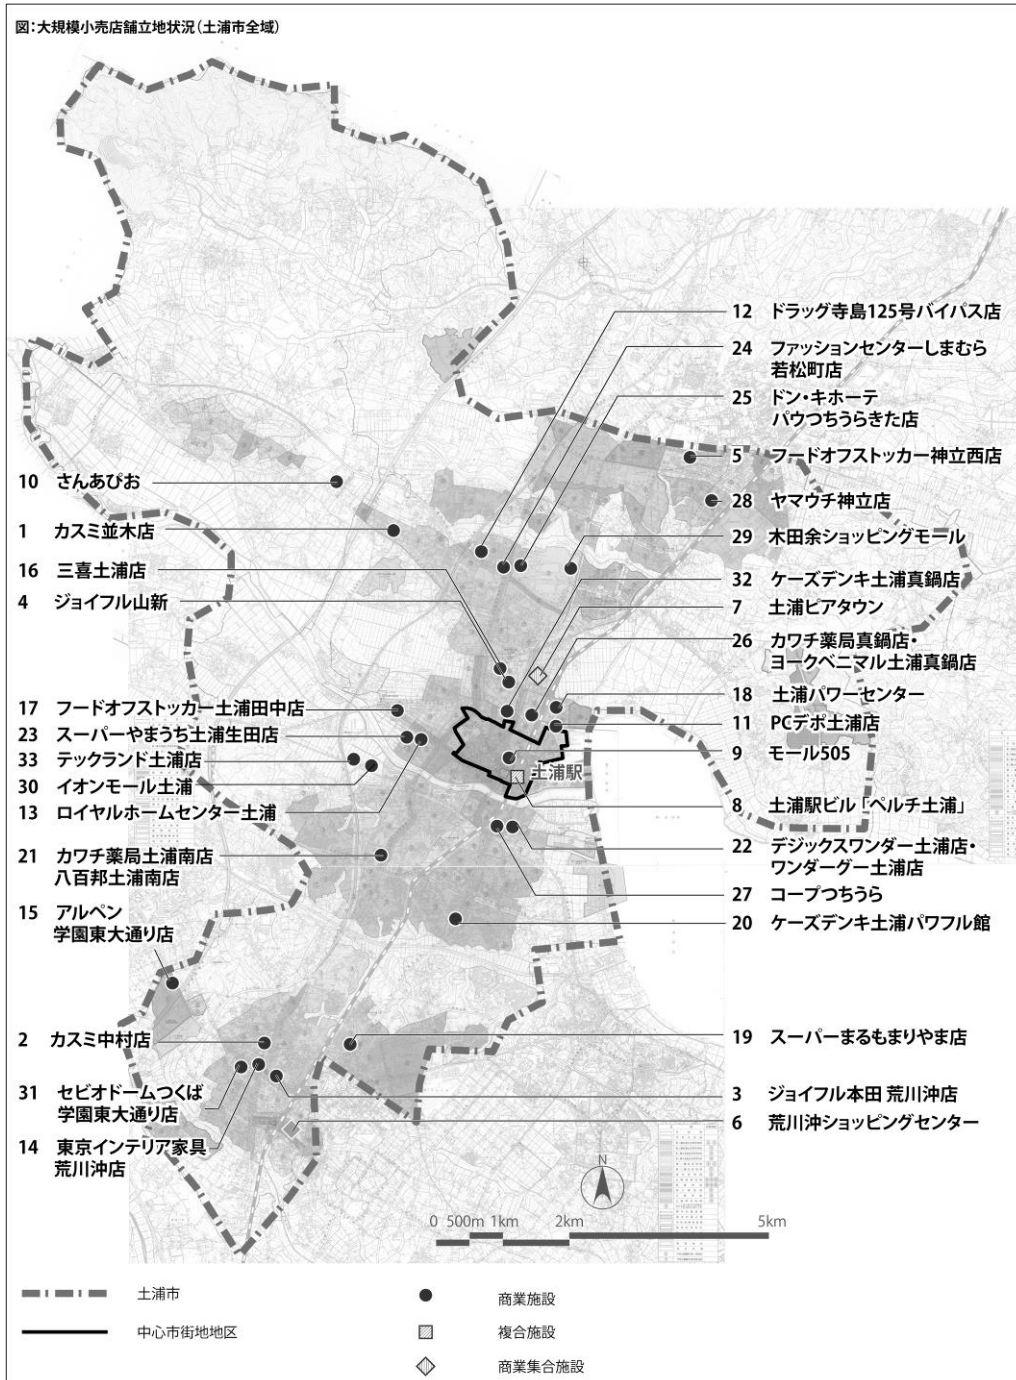 図：大規模小売店舗立地状況（土浦市全域）
12 ドラッグ寺島125号バイパス店
24 ファッションセンターしまむら
若松町店
25 ドン・キホーテ
パウつちうらきた店
5 フードオフストッカー神立西店
10 さんあぴお
28 ヤマウチ神立店
1 カスミ並木店
29 木田余ショッピングモール
16 三喜土浦店
32 ケーズデンキ土浦真鍋店
4 ジョイフル山新
7 土浦ピアタウン
26 カワチ薬局真鍋店・
ヨークベニマル土浦真鍋店
18 土浦パワーセンター
17 フードオフストッカー土浦田中店
11 PCデポ土浦店
23 スーパーやまうち土浦生田店
9 モール505
33 テックランド土浦店
土浦駅
30 イオンモール土浦
8 土浦駅ビル「ペルチ土浦」
13 ロイヤルホームセンター土浦
22 デジックスワンダー土浦店・
ワンダーグー土浦店
21 カワチ薬局土浦南店
八百邦土浦南店
27 コープつちうら
15 アルペン
学園東大通り店
20 ケーズデンキ土浦パワフル館
2 カスミ中村店
19 スーパーまるもまりやま店
31 セビオドームつくば
学園東大通り店
3 ジョイフル本田 荒川沖店
6 荒川沖ショッピングセンター
14 東京インテリア家具
荒川沖店
N
0 500m 1km 2km 5km
土浦市
商業施設
中心市街地地区
複合施設
商業集合施設